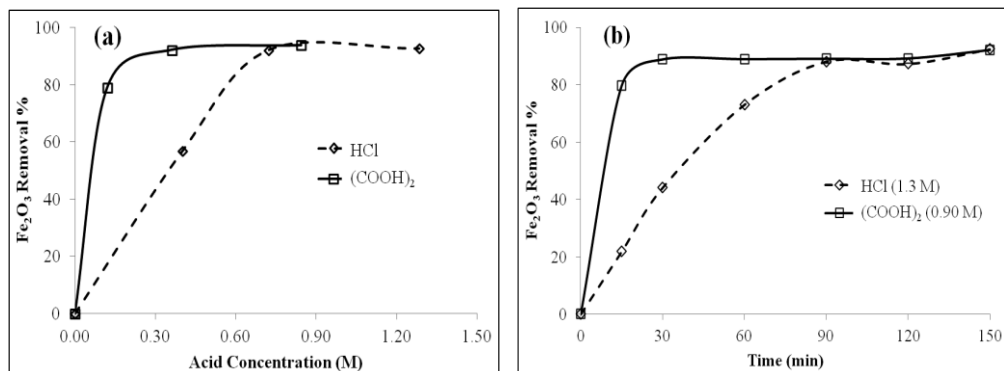 (a)
Fe₂O₃ Removal %
100
80
60
40
20
0
HCl
(COOH)₂
0.00 0.30 0.60 0.90 1.20 1.50
Acid Concentration (M)
(b)
Fe₂O₃ Removal %
100
80
60
40
20
0
HCl (1.3 M)
(COOH)₂ (0.90 M)
0 30 60 90 120 150
Time (min)